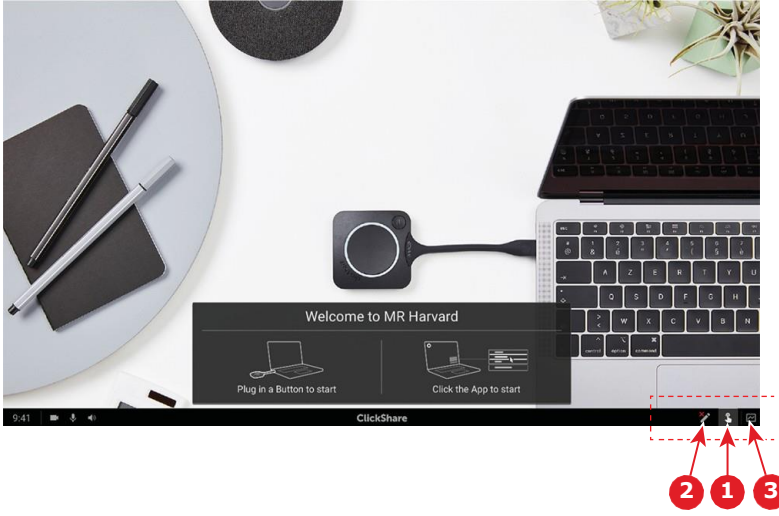 Welcome to MR Harvard
Plug in a Button to start
Click the App to start
9:41
ClickShare
2
1
3